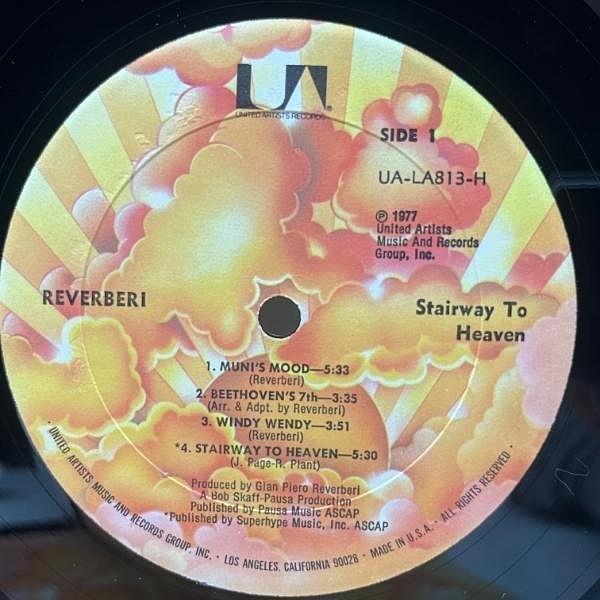 UA®
UNITED ARTISTS RECORDS
SIDE 1
UA-LA813-H
℗ 1977
United Artists
Music And Records
Group, Inc.
REVERBERI
Stairway To
Heaven
1. MUNI'S MOOD—5:33
(Reverberi)
2. BEETHOVEN'S 7th—3:35
(Arr. & Adpt. by Reverberi)
3. WINDY WENDY—3:51
(Reverberi)
*4. STAIRWAY TO HEAVEN—5:30
(J. Page-R. Plant)
Produced by Gian Piero Reverberi
A Bob Skaff-Pausa Production
Published by Pausa Music ASCAP
*Published by Superhype Music, Inc. ASCAP
· UNITED ARTISTS MUSIC AND RECORDS GROUP, INC. · LOS ANGELES, CALIFORNIA 90028 · MADE IN U.S.A. · ALL RIGHTS RESERVED ·